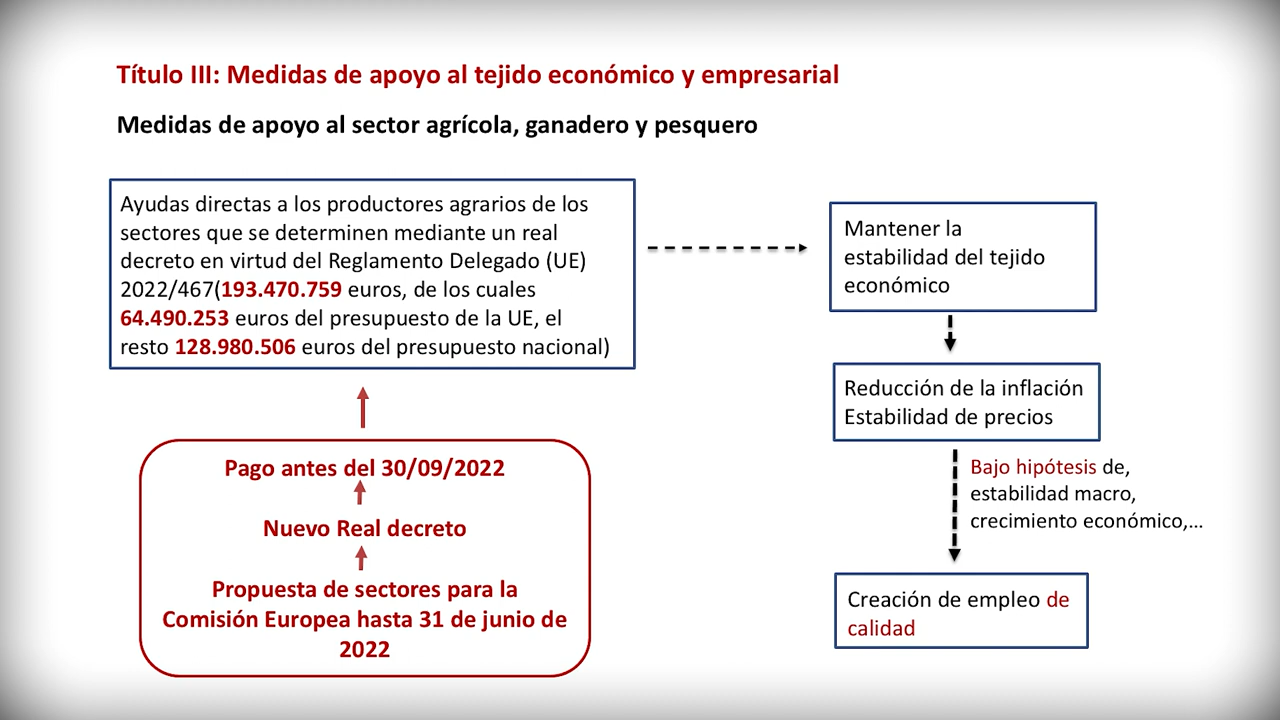 Título III: Medidas de apoyo al tejido económico y empresarial
Medidas de apoyo al sector agrícola, ganadero y pesquero
Ayudas directas a los productores agrarios de los
sectores que se determinen mediante un real
decreto en virtud del Reglamento Delegado (UE)
2022/467(193.470.759 euros, de los cuales
64.490.253 euros del presupuesto de la UE, el
resto 128.980.506 euros del presupuesto nacional)
Pago antes del 30/09/2022
Nuevo Real decreto
Propuesta de sectores para la
Comisión Europea hasta 31 de junio de
2022
Mantener la
estabilidad del tejido
económico
Reducción de la inflación
Estabilidad de precios
Bajo hipótesis de,
estabilidad macro,
crecimiento económico,...
Creación de empleo de
calidad